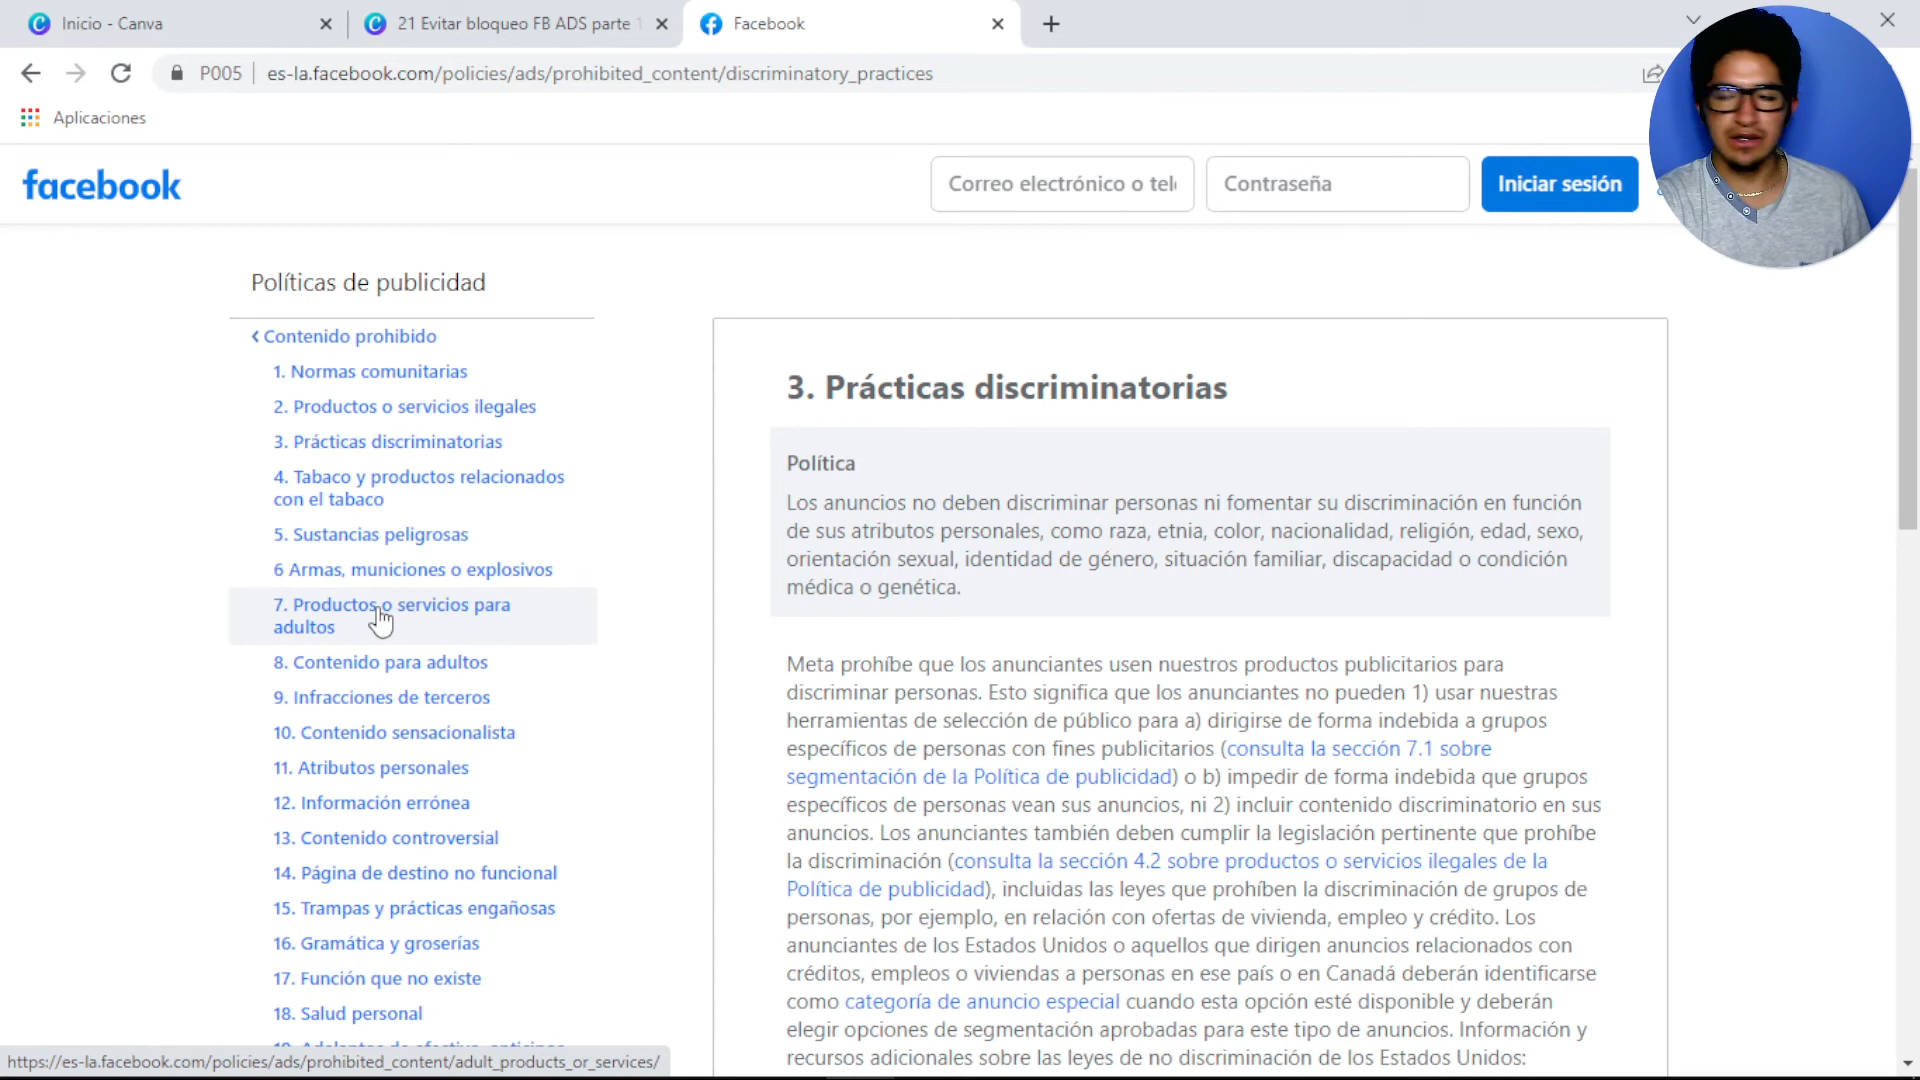 Inicio - Canva
21 Evitar bloqueo FB ADS parte 1
Facebook
P005
es-la.facebook.com/policies/ads/prohibited_content/discriminatory_practices
Aplicaciones
facebook
Correo electrónico o tel
Contraseña
Iniciar sesión
Políticas de publicidad
Contenido prohibido
1. Normas comunitarias
2. Productos o servicios ilegales
3. Prácticas discriminatorias
4. Tabaco y productos relacionados
con el tabaco
5. Sustancias peligrosas
6 Armas, municiones o explosivos
7. Productos o servicios para
adultos
8. Contenido para adultos
9. Infracciones de terceros
10. Contenido sensacionalista
11. Atributos personales
12. Información errónea
13. Contenido controversial
14. Página de destino no funcional
15. Trampas y prácticas engañosas
16. Gramática y groserías
17. Función que no existe
18. Salud personal
https://es-la.facebook.com/policies/ads/prohibited_content/adult_products_or_services/
3. Prácticas discriminatorias
Política
Los anuncios no deben discriminar personas ni fomentar su discriminación en función
de sus atributos personales, como raza, etnia, color, nacionalidad, religión, edad, sexo,
orientación sexual, identidad de género, situación familiar, discapacidad o condición
médica o genética.
Meta prohíbe que los anunciantes usen nuestros productos publicitarios para
discriminar personas. Esto significa que los anunciantes no pueden 1) usar nuestras
herramientas de selección de público para a) dirigirse de forma indebida a grupos
específicos de personas con fines publicitarios (consulta la sección 7.1 sobre
segmentación de la Política de publicidad) o b) impedir de forma indebida que grupos
específicos de personas vean sus anuncios, ni 2) incluir contenido discriminatorio en sus
anuncios. Los anunciantes también deben cumplir la legislación pertinente que prohíbe
la discriminación (consulta la sección 4.2 sobre productos o servicios ilegales de la
Política de publicidad), incluidas las leyes que prohíben la discriminación de grupos de
personas, por ejemplo, en relación con ofertas de vivienda, empleo y crédito. Los
anunciantes de los Estados Unidos o aquellos que dirigen anuncios relacionados con
créditos, empleos o viviendas a personas en ese país o en Canadá deberán identificarse
como categoría de anuncio especial cuando esta opción esté disponible y deberán
elegir opciones de segmentación aprobadas para este tipo de anuncios. Información y
recursos adicionales sobre las leyes de no discriminación de los Estados Unidos: